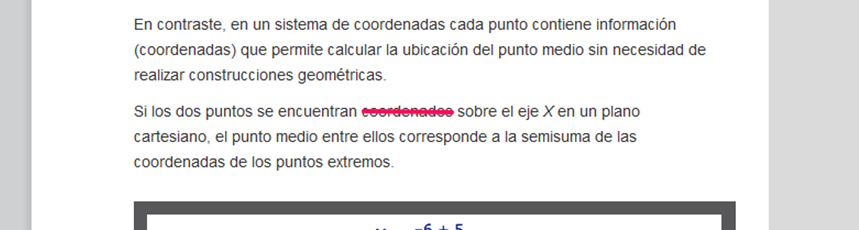 En contraste, en un sistema de coordenadas cada punto contiene información
(coordenadas) que permite calcular la ubicación del punto medio sin necesidad de
realizar construcciones geométricas.
Si los dos puntos se encuentran coordenados sobre el eje X en un plano
cartesiano, el punto medio entre ellos corresponde a la semisuma de las
coordenadas de los puntos extremos.
−6 + 5